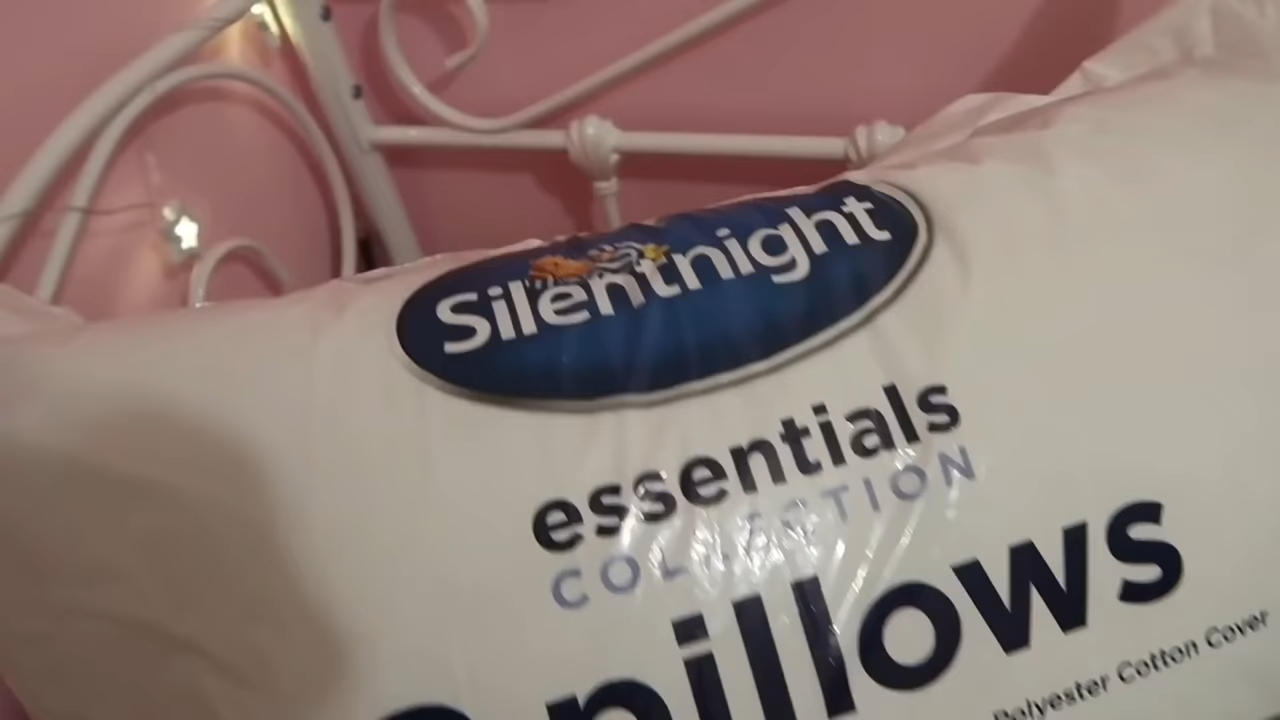 Silentnight
essentials
COLLECTION
pillows
Polyester Cotton Cover